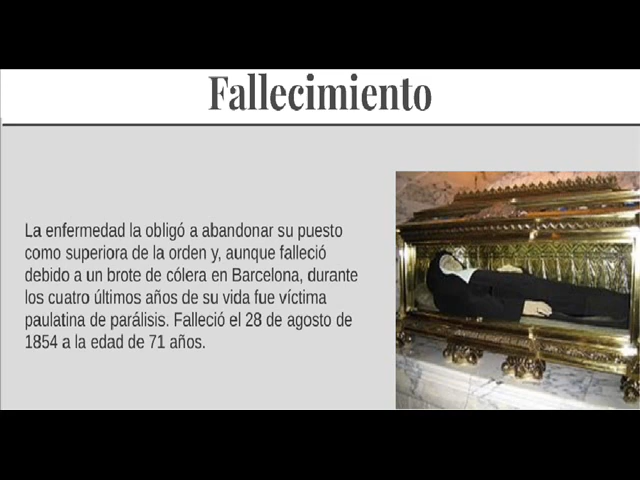 Fallecimiento
La enfermedad la obligó a abandonar su puesto
como superiora de la orden y, aunque falleció
debido a un brote de cólera en Barcelona, durante
los cuatro últimos años de su vida fue víctima
paulatina de parálisis. Falleció el 28 de agosto de
1854 a la edad de 71 años.